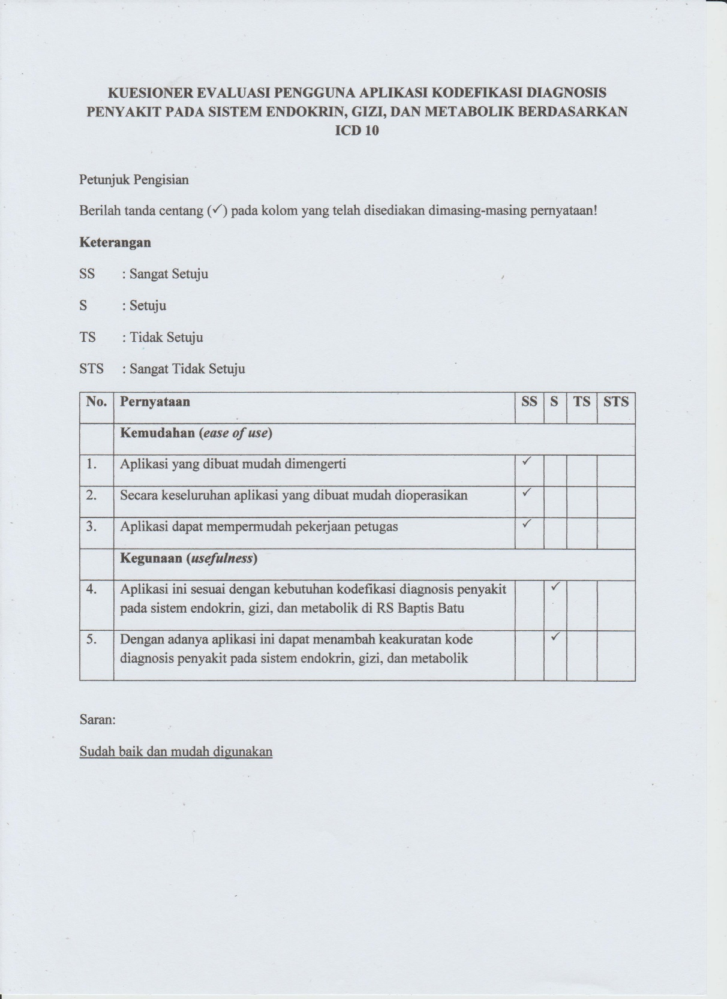 KUESIONER EVALUASI PENGGUNA APLIKASI KODEFIKASI DIAGNOSIS
PENYAKIT PADA SISTEM ENDOKRIN, GIZI, DAN METABOLIK BERDASARKAN
ICD 10
Petunjuk Pengisian
Berilah tanda centang (✓) pada kolom yang telah disediakan dimasing-masing pernyataan!
Keterangan
SS : Sangat Setuju
S : Setuju
TS : Tidak Setuju
STS : Sangat Tidak Setuju
No. Pernyataan SS S TS STS
Kemudahan (ease of use)
1. Aplikasi yang dibuat mudah dimengerti ✓
2. Secara keseluruhan aplikasi yang dibuat mudah dioperasikan ✓
3. Aplikasi dapat mempermudah pekerjaan petugas ✓
Kegunaan (usefulness)
4. Aplikasi ini sesuai dengan kebutuhan kodefikasi diagnosis penyakit ✓
pada sistem endokrin, gizi, dan metabolik di RS Baptis Batu
5. Dengan adanya aplikasi ini dapat menambah keakuratan kode ✓
diagnosis penyakit pada sistem endokrin, gizi, dan metabolik
Saran:
Sudah baik dan mudah digunakan